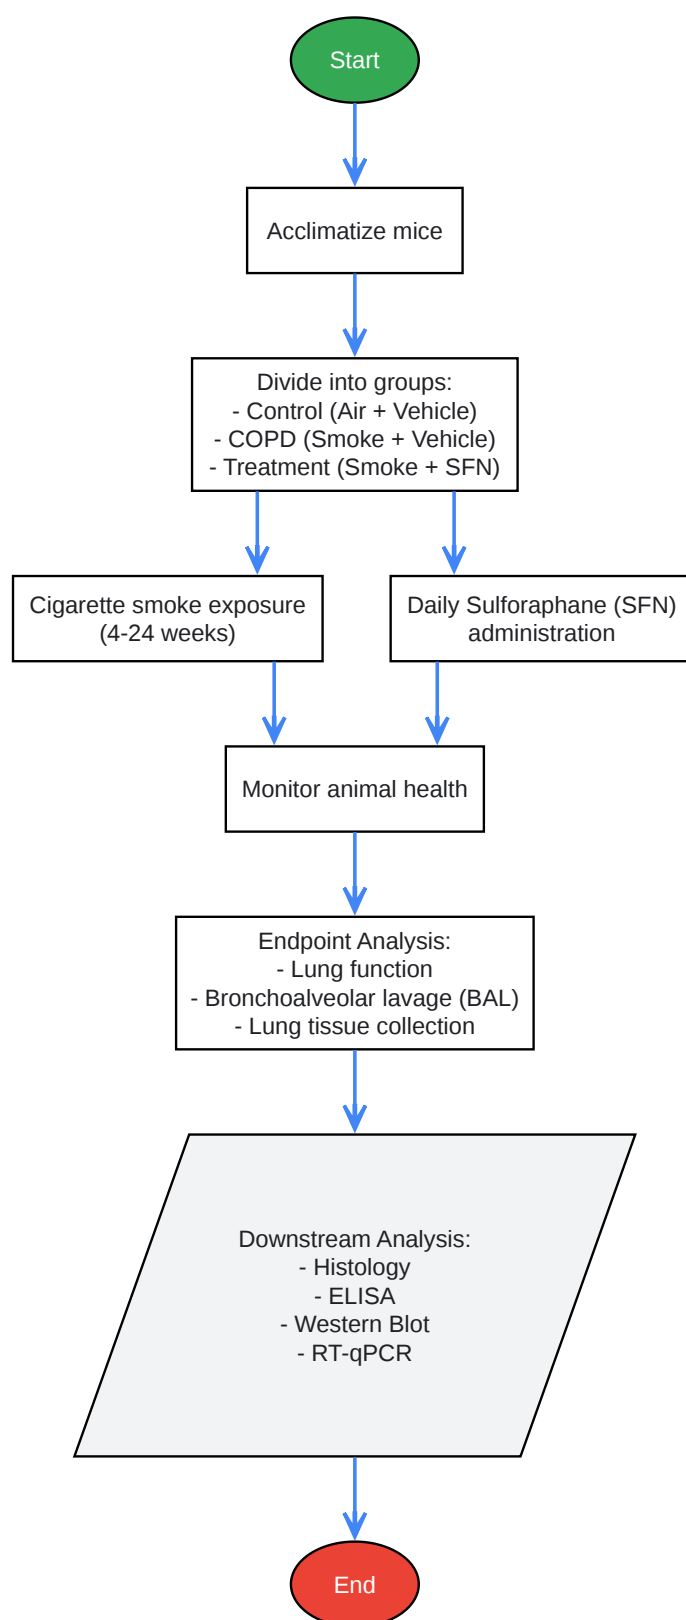 Start
Acclimatize mice
Divide into groups:
- Control (Air + Vehicle)
- COPD (Smoke + Vehicle)
- Treatment (Smoke + SFN)
Cigarette smoke exposure
(4-24 weeks)
Daily Sulforaphane (SFN)
administration
Monitor animal health
Endpoint Analysis:
- Lung function
- Bronchoalveolar lavage (BAL)
- Lung tissue collection
Downstream Analysis:
- Histology
- ELISA
- Western Blot
- RT-qPCR
End